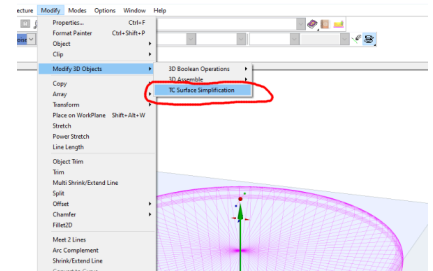 ecture Modify Modes Options Window Help
Properties... Ctrl+F
Format Painter Ctrl+Shift+P
Object
Clip
Modify 3D Objects
3D Boolean Operations
3D Assemble
TC Surface Simplification
Copy
Array
Transform
Place on WorkPlane Shift+Alt+W
Stretch
Power Stretch
Line Length
Object Trim
Trim
Multi Shrink/Extend Line
Split
Offset
Chamfer
Fillet2D
Meet 2 Lines
Arc Complement
Shrink/Extend Line